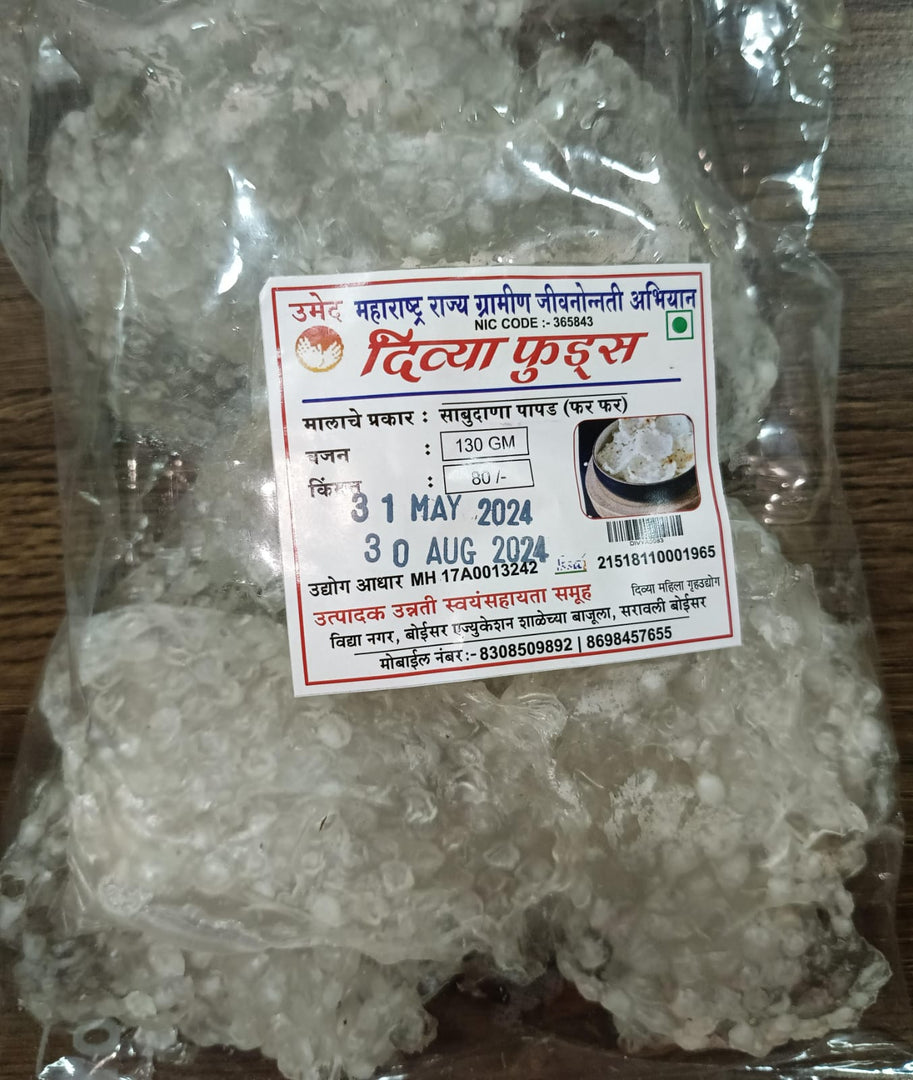 उमेद महाराष्ट्र राज्य ग्रामीण जीवनोन्नती अभियान
NIC CODE :- 365843
दिव्या फुड्स
मालाचे प्रकार : साबुदाणा पापड (फर फर)
वजन : 130 GM
किंमत : 80 /-
31 MAY 2024
30 AUG 2024
उद्योग आधार MH 17A0013242 fssai 21518110001965
दिव्या महिला गृहउद्योग
उत्पादक उन्नती स्वयंसहायता समूह
विद्या नगर, बोईसर एज्युकेशन शाळेच्या बाजूला, सरावली बोईसर
मोबाईल नंबर :- 8308509892 | 8698457655